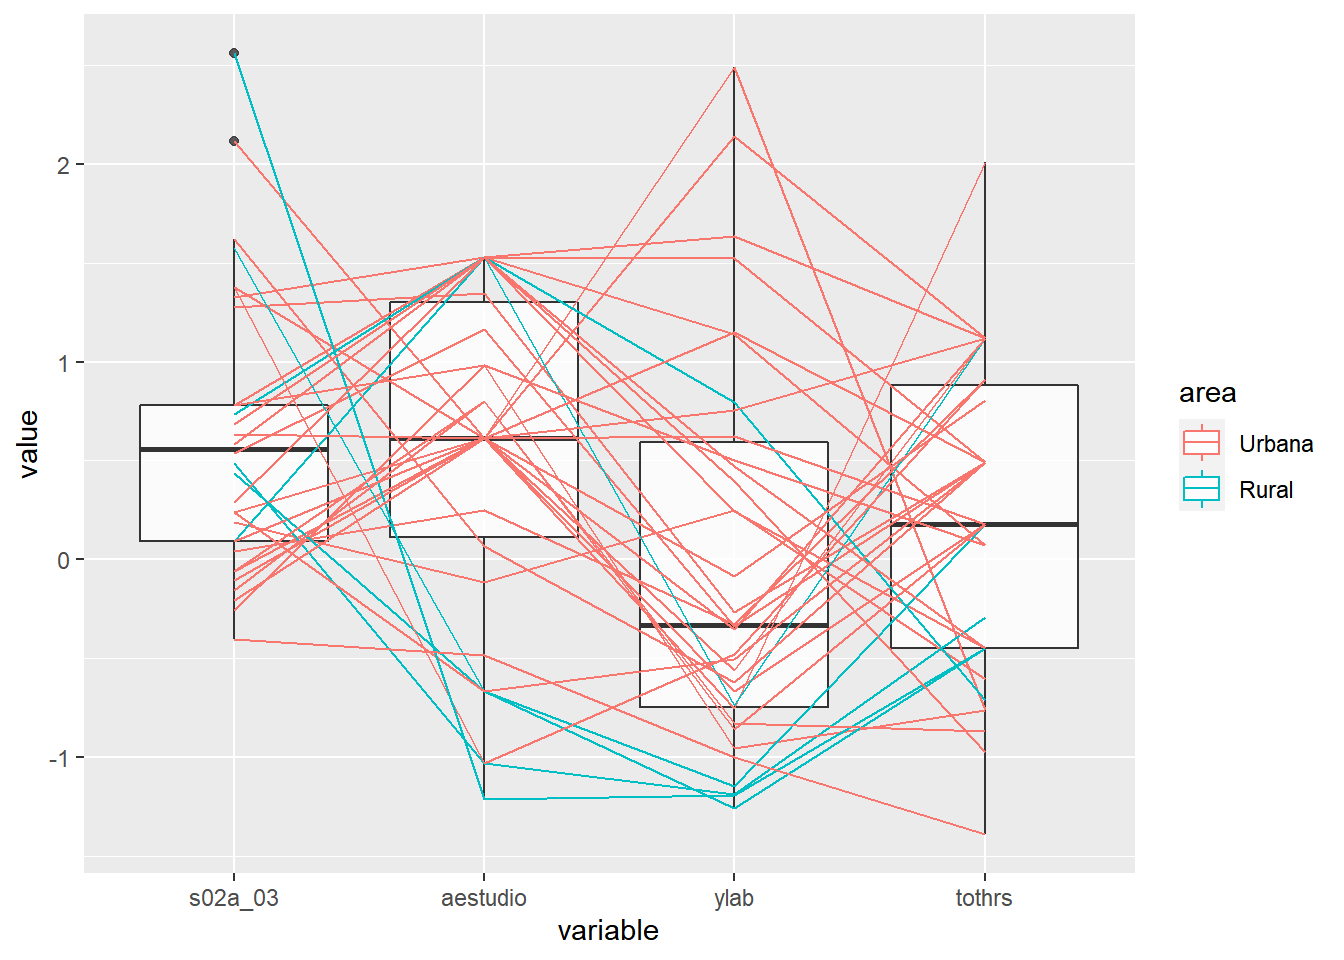 value
2
1
0
-1
s02a_03 aestudio ylab tothrs
variable
area
Urbana
Rural